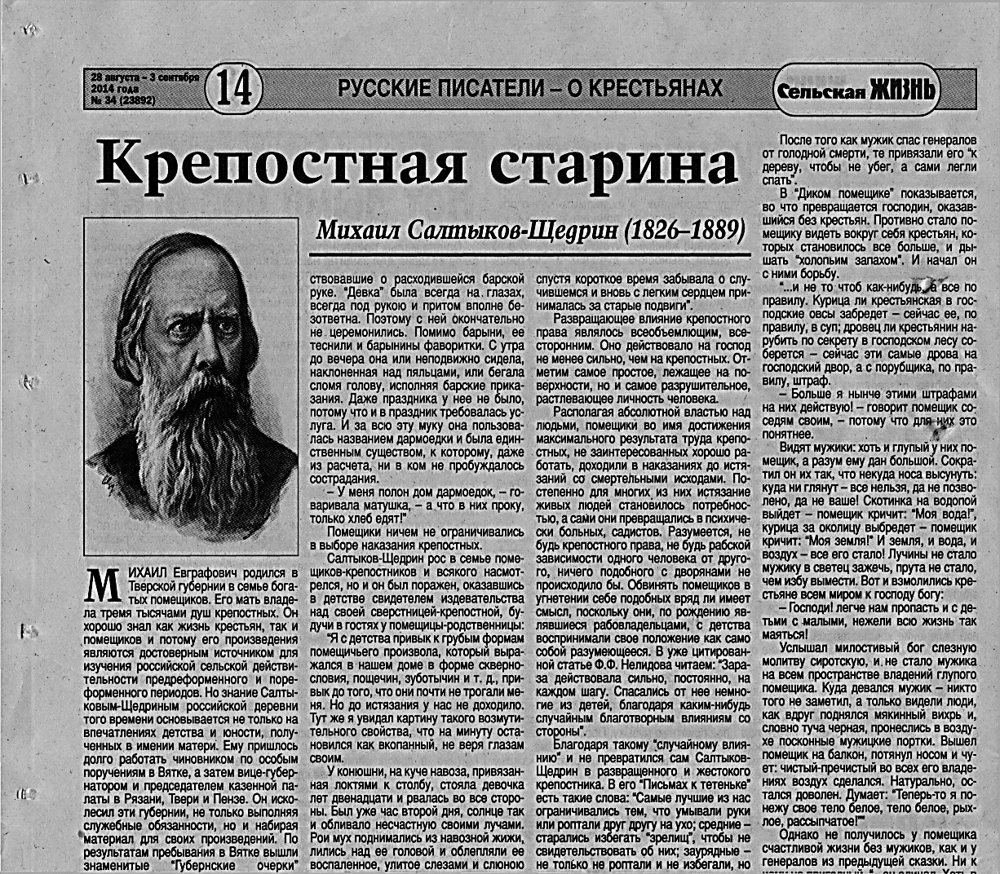 28 августа – 3 сентября
2014 года
№ 34 (23892)
14
РУССКИЕ ПИСАТЕЛИ – О КРЕСТЬЯНАХ
Сельская ЖИЗНЬ
Крепостная старина
Михаил Салтыков-Щедрин (1826–1889)
МИХАИЛ Евграфович родился в
Тверской губернии в семье бога-
тых помещиков. Его мать владе-
ла тремя тысячами душ крепостных. Он
хорошо знал как жизнь крестьян, так и
помещиков и потому его произведения
являются достоверным источником для
изучения российской сельской действи-
тельности предреформенного и поре-
форменного периодов. Но знание Салты-
ковым-Щедриным российской деревни
того времени основывается не только на
впечатлениях детства и юности, полу-
ченных в имении матери. Ему пришлось
долго работать чиновником по особым
поручениям в Вятке, а затем вице-губер-
натором и председателем казенной па-
латы в Рязани, Твери и Пензе. Он иско-
лесил эти губернии, не только выполняя
служебные обязанности, но и набирая
материал для своих произведений. По
результатам пребывания в Вятке вышли
знаменитые "Губернские очерки"
ствовавшие о расходившейся барской
руке. "Девка" была всегда на глазах,
всегда под рукою и притом вполне бе-
зответна. Поэтому с ней окончательно
не церемонились. Помимо барыни, ее
теснили и барынины фаворитки. С утра
до вечера она или неподвижно сидела,
наклоненная над пяльцами, или бегала
сломя голову, исполняя барские прика-
зания. Даже праздника у нее не было,
потому что и в праздник требовалась ус-
луга. И за всю эту муку она пользова-
лась названием дармоедки и была един-
ственным существом, к которому, даже
из расчета, ни в ком не пробуждалось
сострадания.
– У меня полон дом дармоедок, – го-
варивала матушка, – а что в них проку,
только хлеб едят!"
Помещики ничем не ограничивались
в выборе наказания крепостных.
Салтыков-Щедрин рос в семье поме-
щиков-крепостников и всякого насмот-
релся, но и он был поражен, оказавшись
в детстве свидетелем издевательства
над своей сверстницей-крепостной, бу-
дучи в гостях у помещицы-родственницы:
"Я с детства привык к грубым формам
помещичьего произвола, который выра-
жался в нашем доме в форме скверно-
словия, пощечин, зуботычин и т. д., при-
вык до того, что они почти не трогали ме-
ня. Но до истязания у нас не доходило.
Тут же я увидал картину такого возмути-
тельного свойства, что на минуту оста-
новился как вкопанный, не веря глазам
своим.
У конюшни, на куче навоза, привязан-
ная локтями к столбу, стояла девочка
лет двенадцати и рвалась во все сторо-
ны. Был уже час второй дня, солнце так
и обливало несчастную своими лучами.
Рои мух поднимались из навозной жижи,
вились над ее головой и облепляли ее
воспаленное, улитое слезами и слюною
спустя короткое время забывала о слу-
чившемся и вновь с легким сердцем при-
нималась за старые подвиги".
Развращающее влияние крепостного
права являлось всеобъемлющим, все-
сторонним. Оно действовало на господ
не менее сильно, чем на крепостных. От-
метим самое простое, лежащее на по-
верхности, но и самое разрушительное,
растлевающее личность человека.
Располагая абсолютной властью над
людьми, помещики во имя достижения
максимального результата труда крепо-
стных, не заинтересованных хорошо ра-
ботать, доходили в наказаниях до истя-
заний со смертельными исходами. По-
степенно для многих из них истязание
живых людей становилось потребнос-
тью, а сами они превращались в психиче-
ски больных, садистов. Разумеется, не
будь крепостного права, не будь рабской
зависимости одного человека от друго-
го, ничего подобного с дворянами не
происходило бы. Обвинять помещиков в
угнетении себе подобных вряд ли имеет
смысл, поскольку они, по рождению яв-
лявшиеся рабовладельцами, с детства
воспринимали свое положение как само
собой разумеющееся. В уже цитирован-
ной статье Ф.Ф. Нелидова читаем: "Зара-
за действовала сильно, постоянно, на
каждом шагу. Спасались от нее немно-
гие из детей, благодаря каким-нибудь
случайным благотворным влияниям со
стороны".
Благодаря такому "случайному влия-
нию" и не превратился сам Салтыков-
Щедрин в развращенного и жестокого
крепостника. В его "Письмах к тетеньке"
есть такие слова: "Самые лучшие из нас
ограничивались тем, что умывали руки
или роптали друг другу на ухо; средние –
старались избегать "зрелищ", чтобы не
свидетельствовать об них; заурядные –
не только не роптали и не избегали, но
После того как мужик спас генералов
от голодной смерти, те привязали его "к
дереву, чтобы не убег, а сами легли
спать".
В "Диком помещике" показывается,
во что превращается господин, оказав-
шийся без крестьян. Противно стало по-
мещику видеть вокруг себя крестьян, ко-
торых становилось все больше, и ды-
шать "холопьим запахом". И начал он
с ними борьбу.
"...и не то чтоб как-нибудь, а все по
правилу. Курица ли крестьянская в гос-
подские овсы забредет – сейчас ее, по
правилу, в суп; дровец ли крестьянин на-
рубить по секрету в господском лесу со-
берется – сейчас эти самые дрова на
господский двор, а с порубщика, по пра-
вилу, штраф.
– Больше я нынче этими штрафами
на них действую! – говорит помещик со-
седям своим, – потому что для них это
понятнее.
Видят мужики: хоть и глупый у них по-
мещик, а разум ему дан большой. Сокра-
тил он их так, что некуда носа высунуть:
куда ни глянут – все нельзя, да не позво-
лено, да не ваше! Скотинка на водопой
выйдет – помещик кричит: "Моя вода!",
курица за околицу выбредет – помещик
кричит: "Моя земля!" И земля, и вода, и
воздух – все его стало! Лучины не стало
мужику в светец зажечь, прута не стало,
чем избу вымести. Вот и взмолились кре-
стьяне всем миром к господу богу:
– Господи! легче нам пропасть и с де-
тьми с малыми, нежели всю жизнь так
маяться!
Услышал милостивый бог слезную
молитву сиротскую, и не стало мужика
на всем пространстве владений глупого
помещика. Куда девался мужик – никто
того не заметил, а только видели люди,
как вдруг поднялся мякинный вихрь и,
словно туча черная, пронеслись в возду-
хе посконные мужицкие портки. Вышел
помещик на балкон, потянул носом и чу-
ет: чистый-пречистый во всех его владе-
ниях воздух сделался. Натурально, ос-
тался доволен. Думает: "Теперь-то я по-
нежу свое тело белое, тело белое, рых-
лое, рассыпчатое!"
Однако не получилось у помещика
счастливой жизни без мужиков, как и у
генералов из предыдущей сказки. Ни к